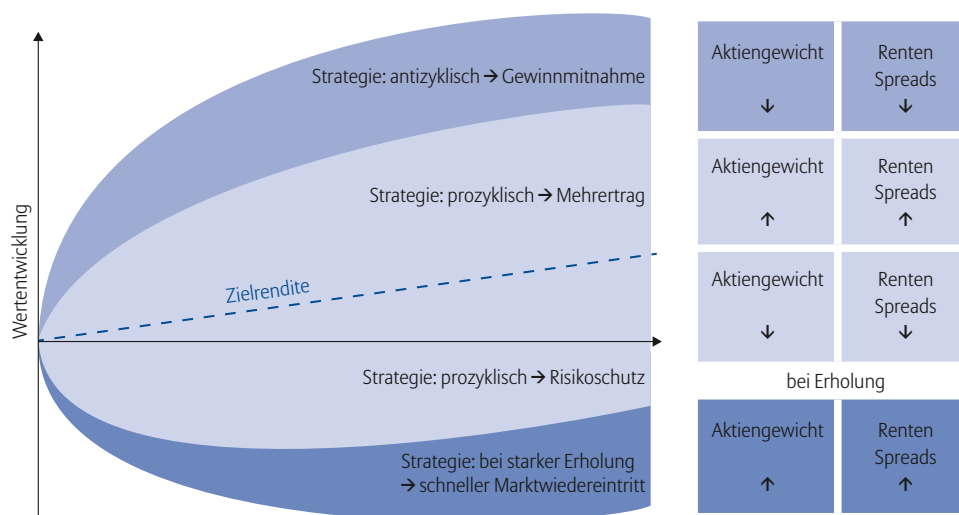 Wertentwicklung
Strategie: antizyklisch → Gewinnmitnahme
Strategie: prozyklisch → Mehrertrag
Zielrendite
Strategie: prozyklisch → Risikoschutz
Strategie: bei starker Erholung
→ schneller Marktwiedereintritt
Aktiengewicht
↓
Renten
Spreads
↓
Aktiengewicht
↑
Renten
Spreads
↑
Aktiengewicht
↓
Renten
Spreads
↓
bei Erholung
Aktiengewicht
↑
Renten
Spreads
↑